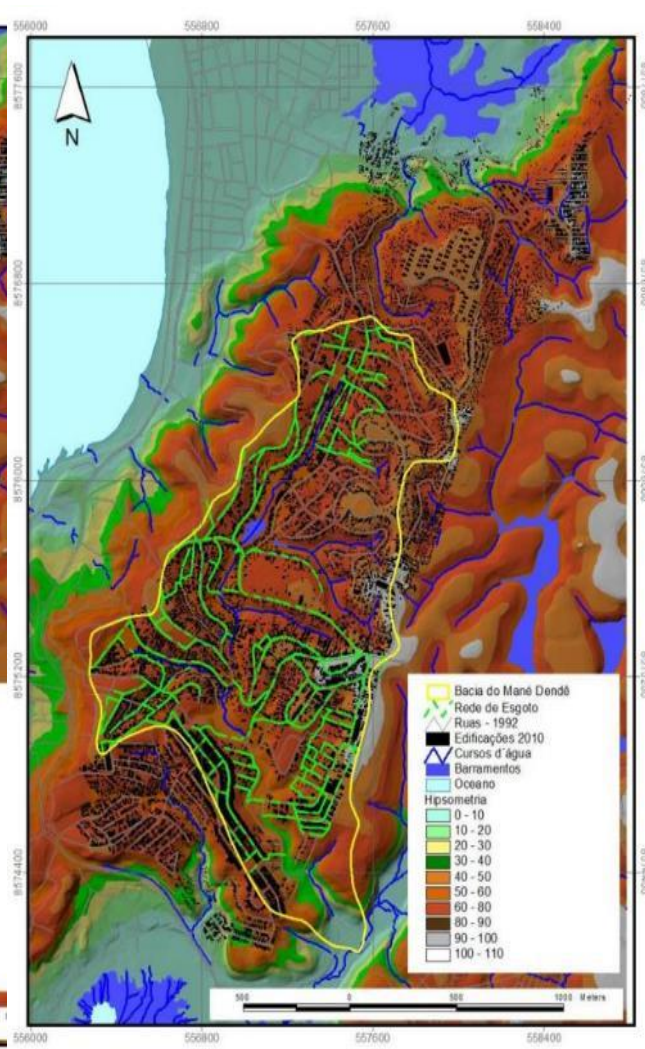 556000 556800 557600 558400
N
8577600
8576800
8576000
8575200
8574400
Bacia do Mané Dendê
Rede de Esgoto
Ruas - 1992
Edificações 2010
Cursos d´água
Barramentos
Oceano
Hipsometria
0 - 10
10 - 20
20 - 30
30 - 40
40 - 50
50 - 60
60 - 80
80 - 90
90 - 100
100 - 110
500 0 500 1000 Meters
556000 556800 557600 558400